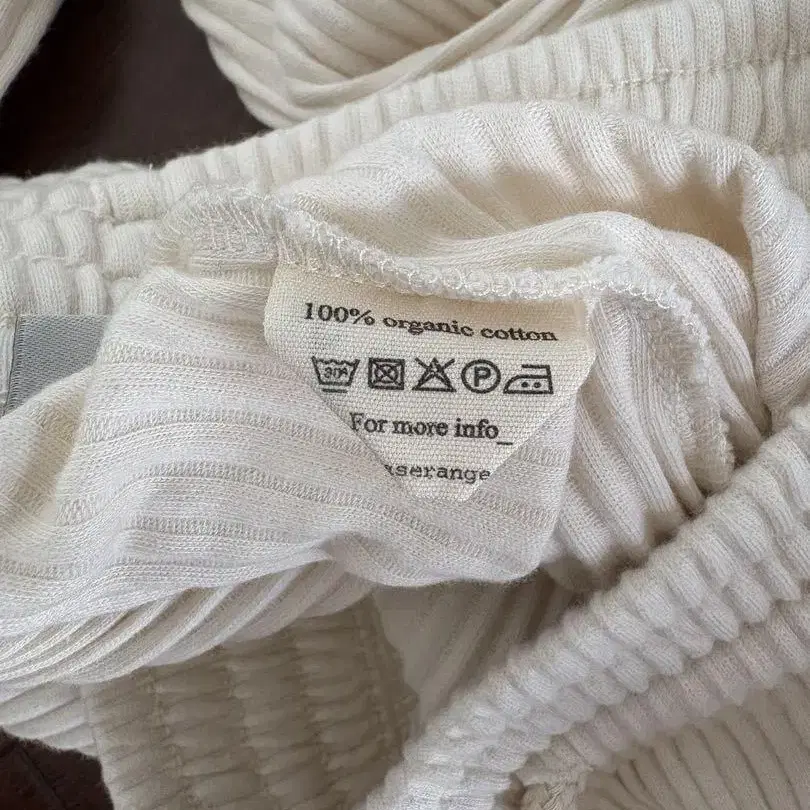 100% organic cotton
30°
P
For more info_
aserange